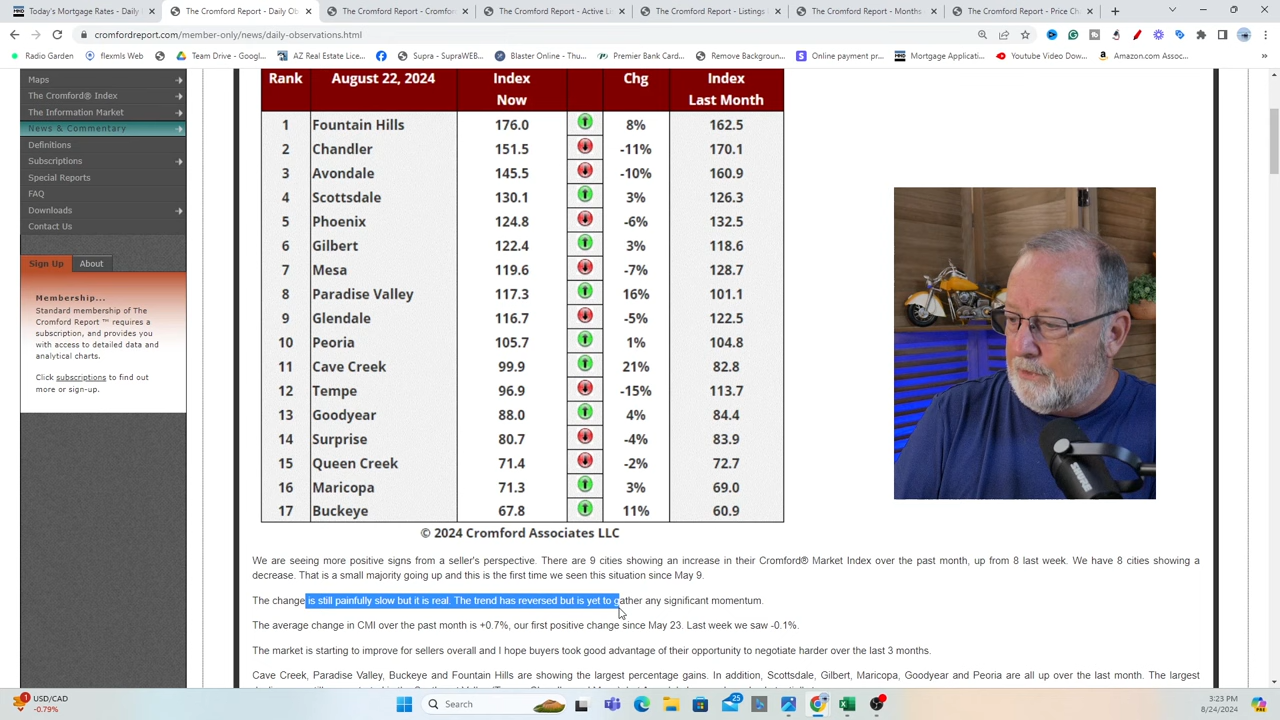 Today's Mortgage Rates - Daily
The Cromford Report - Daily Ob
The Cromford Report - Cromford
The Cromford Report - Active Li
The Cromford Report - Listings
The Cromford Report - Months
The Cromford Report - Price Ch
cromfordreport.com/member-only/news/daily-observations.html
Radio Garden
flexmls Web
Team Drive - Googl...
AZ Real Estate Lice...
Supra - SupraWEB...
Blaster Online - Thu...
Premier Bank Card...
Remove Backgroun...
Online payment pr...
Mortgage Applicati...
Youtube Video Dow...
Amazon.com Assoc...
Maps
The Cromford® Index
The Information Market
News & Commentary
Definitions
Subscriptions
Special Reports
FAQ
Downloads
Contact Us
Sign Up About
Membership...
Standard membership of The
Cromford Report ™ requires a
subscription, and provides you
with access to detailed data and
analytical charts.
Click subscriptions to find out
more or sign-up.
Rank August 22, 2024 Index Now Chg Index Last Month
1 Fountain Hills 176.0 8% 162.5
2 Chandler 151.5 -11% 170.1
3 Avondale 145.5 -10% 160.9
4 Scottsdale 130.1 3% 126.3
5 Phoenix 124.8 -6% 132.5
6 Gilbert 122.4 3% 118.6
7 Mesa 119.6 -7% 128.7
8 Paradise Valley 117.3 16% 101.1
9 Glendale 116.7 -5% 122.5
10 Peoria 105.7 1% 104.8
11 Cave Creek 99.9 21% 82.8
12 Tempe 96.9 -15% 113.7
13 Goodyear 88.0 4% 84.4
14 Surprise 80.7 -4% 83.9
15 Queen Creek 71.4 -2% 72.7
16 Maricopa 71.3 3% 69.0
17 Buckeye 67.8 11% 60.9
© 2024 Cromford Associates LLC
We are seeing more positive signs from a seller's perspective. There are 9 cities showing an increase in their Cromford® Market Index over the past month, up from 8 last week. We have 8 cities showing a
decrease. That is a small majority going up and this is the first time we seen this situation since May 9.
The change is still painfully slow but it is real. The trend has reversed but is yet to gather any significant momentum.
The average change in CMI over the past month is +0.7%, our first positive change since May 23. Last week we saw -0.1%.
The market is starting to improve for sellers overall and I hope buyers took good advantage of their opportunity to negotiate harder over the last 3 months.
Cave Creek, Paradise Valley, Buckeye and Fountain Hills are showing the largest percentage gains. In addition, Scottsdale, Gilbert, Maricopa, Goodyear and Peoria are all up over the last month. The largest
USD/CAD
-0.79%
Search
25
3:23 PM
8/24/2024